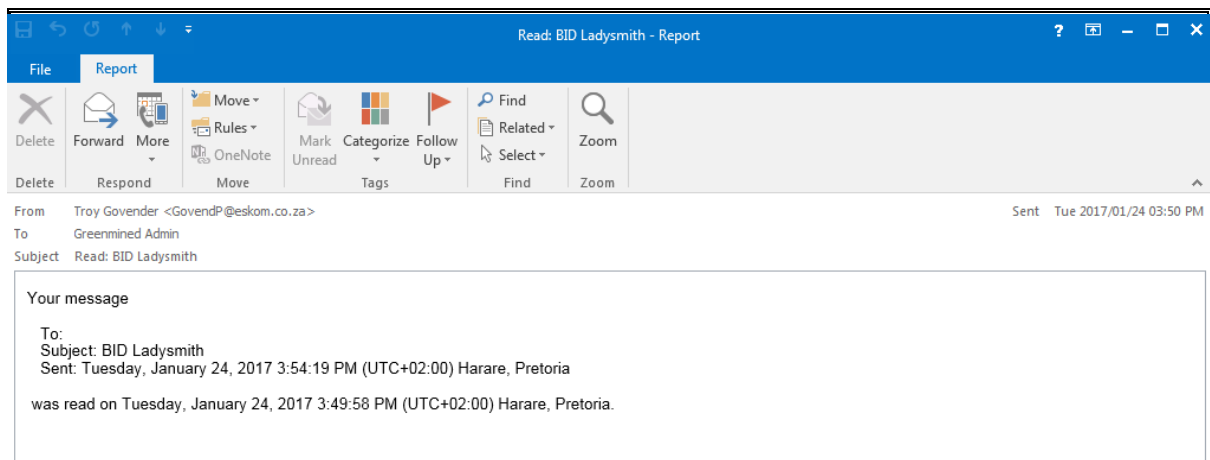 Read: BID Ladysmith - Report
?
File Report
Delete Forward More Move Rules OneNote Mark Unread Categorize Follow Up Find Related Select Zoom
Delete Respond Move Tags Find Zoom
From Troy Govender <GovendP@eskom.co.za> Sent Tue 2017/01/24 03:50 PM
To Greenmined Admin
Subject Read: BID Ladysmith
Your message
To:
Subject: BID Ladysmith
Sent: Tuesday, January 24, 2017 3:54:19 PM (UTC+02:00) Harare, Pretoria
was read on Tuesday, January 24, 2017 3:49:58 PM (UTC+02:00) Harare, Pretoria.